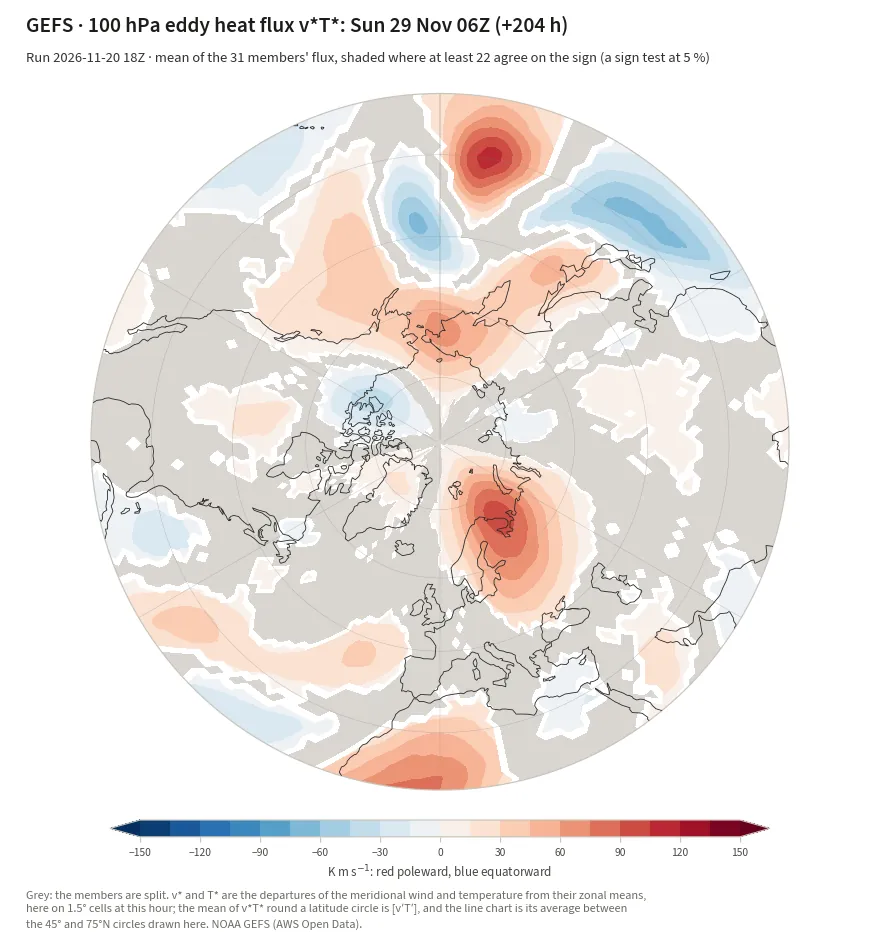 GEFS · 100 hPa eddy heat flux v*T*: Sun 29 Nov 06Z (+204 h)
Run 2026-11-20 18Z · mean of the 31 members' flux, shaded where at least 22 agree on the sign (a sign test at 5 %)
−150 −120 −90 −60 −30 0 30 60 90 120 150
K m s⁻¹: red poleward, blue equatorward
Grey: the members are split. v* and T* are the departures of the meridional wind and temperature from their zonal means,
here on 1.5° cells at this hour; the mean of v*T* round a latitude circle is [v′T′], and the line chart is its average between
the 45° and 75°N circles drawn here. NOAA GEFS (AWS Open Data).